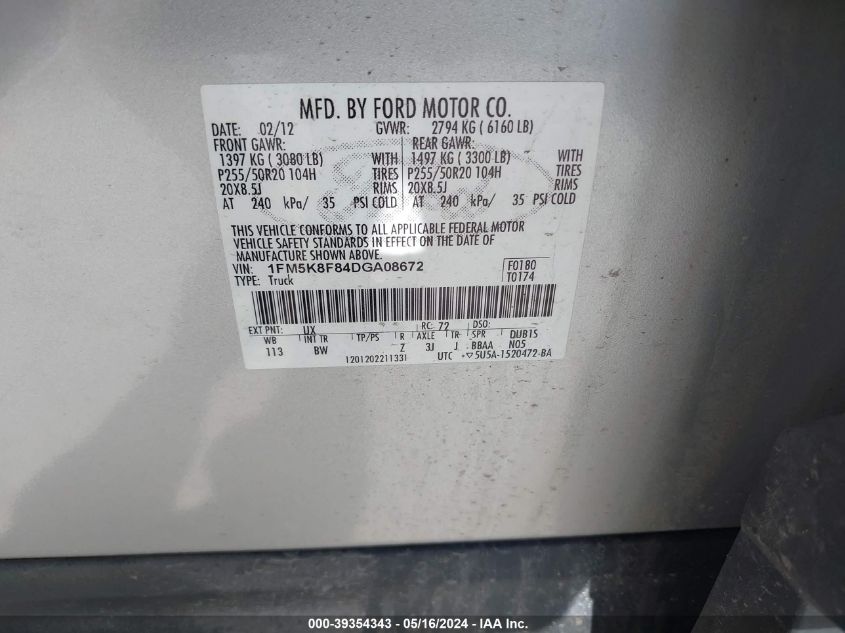 MFD. BY FORD MOTOR CO.
DATE: 02/12 GVWR: 2794 KG ( 6160 LB)
FRONT GAWR: REAR GAWR:
1397 KG ( 3080 LB) WITH 1497 KG ( 3300 LB) WITH
P255/50R20 104H TIRES P255/50R20 104H TIRES
20X8.5J RIMS 20X8.5J RIMS
AT 240 kPa/ 35 PSI COLD AT 240 kPa/ 35 PSI COLD
THIS VEHICLE CONFORMS TO ALL APPLICABLE FEDERAL MOTOR
VEHICLE SAFETY STANDARDS IN EFFECT ON THE DATE OF
MANUFACTURE SHOWN ABOVE.
VIN: 1FM5K8F84DGA08672 F0180
TYPE: Truck T0174
EXT PNT: UX RC: 72 DSO:
WB INT TR TP/PS R AXLE TR SPR DUB1S
113 BW Z 3J J BBAA N05
120120221133I UTC 5U5A-1520472-BA
Ford
000-39354343 / 05/16/2024 - IAA Inc.